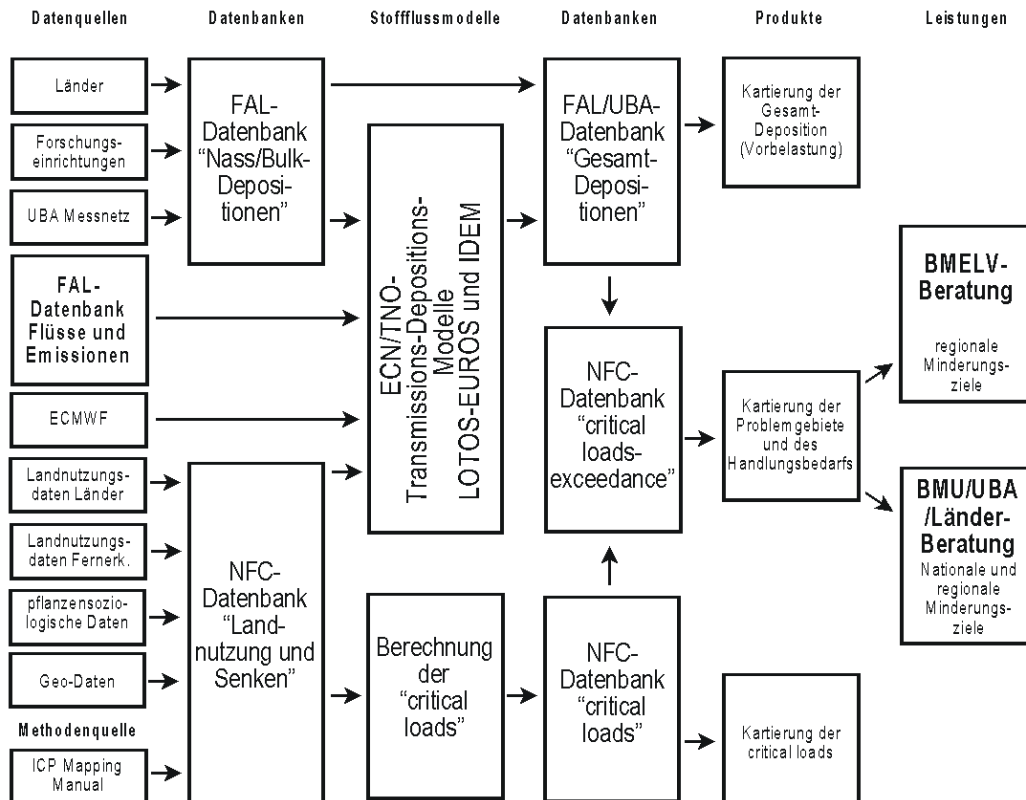 Datenquellen
Datenbanken
Stoffflussmodelle
Datenbanken
Produkte
Leistungen
Länder
Forschungs-
einrichtungen
UBA Messnetz
FAL-
Datenbank
Flüsse und
Emissionen
ECMWF
Landnutzungs-
daten Länder
Landnutzungs-
daten Fernerk.
pflanzensozio-
logische Daten
Geo-Daten
Methodenquelle
ICP Mapping
Manual
FAL-
Datenbank
“Nass/Bulk-
Depositi-
tionen”
NFC-
Datenbank
“Land-
nutzung und
Senken”
ECN/TNO-
Transmissions-Depositions-
Modelle
LOTOS-EUROS und IDEM
Berechnung
der
“critical
loads”
FAL/UBA-
Datenbank
“Gesamt-
Depositi-
tionen”
NFC-
Datenbank
“critical
loads-
exceedance”
NFC-
Datenbank
“critical
loads”
Kartierung der
Gesamt-
Deposition
(Vorbelastung)
Kartierung der
Problemgebiete
und des
Handlungsbedarfs
Kartierung der
critical loads
BMELV-
Beratung
regionale
Minderungs-
ziele
BMU/UBA
/Länder-
Beratung
Nationale und
regionale
Minderungs-
ziele